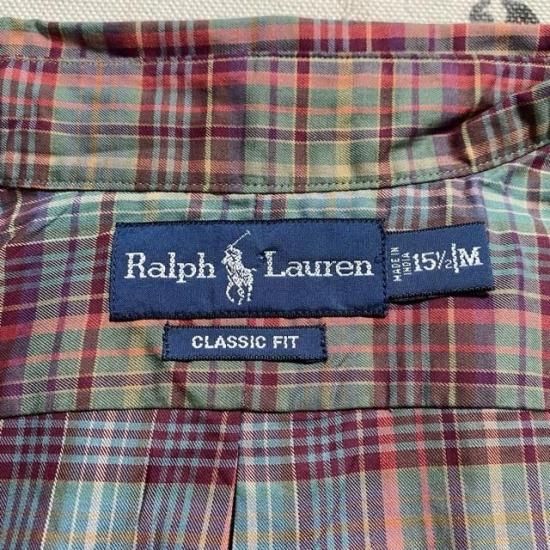 Ralph Lauren
MADE IN
INDIA
15½|M
CLASSIC FIT